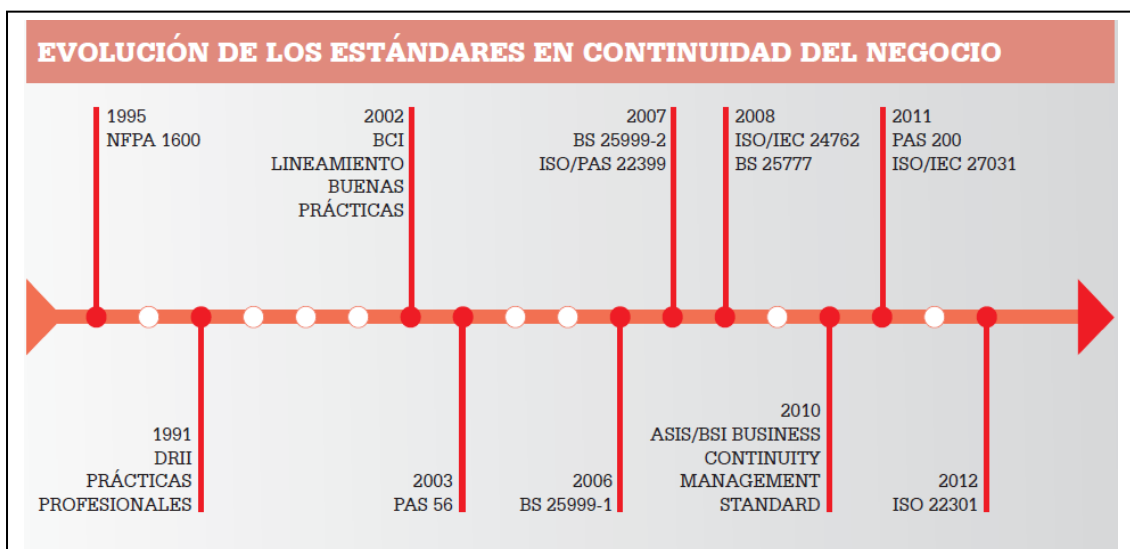 EVOLUCIÓN DE LOS ESTÁNDARES EN CONTINUIDAD DEL NEGOCIO
1995
NFPA 1600
2002
BCI
LINEAMIENTO
BUENAS
PRÁCTICAS
2007
BS 25999-2
ISO/PAS 22399
2008
ISO/IEC 24762
BS 25777
2011
PAS 200
ISO/IEC 27031
1991
DRII
PRÁCTICAS
PROFESIONALES
2003
PAS 56
2006
BS 25999-1
2010
ASIS/BSI BUSINESS
CONTINUITY
MANAGEMENT
STANDARD
2012
ISO 22301